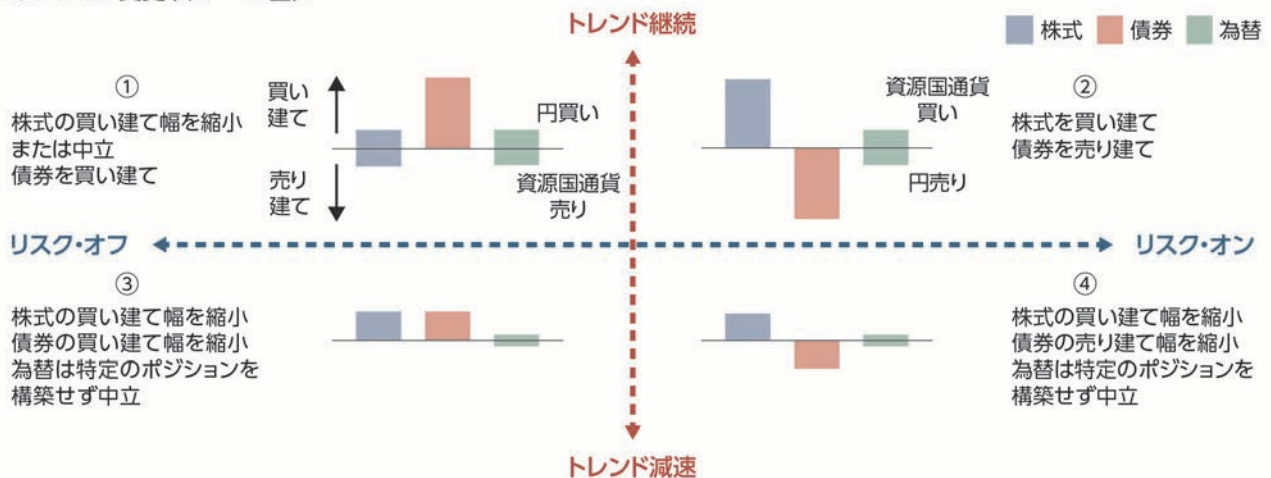 トレンド継続
株式 債券 為替
①
株式の買い建て幅を縮小
または中立
債券を買い建て
買い
建て
売り
建て
円買い
資源国通貨
売り
資源国通貨
買い
円売り
②
株式を買い建て
債券を売り建て
リスク・オフ
リスク・オン
③
株式の買い建て幅を縮小
債券の買い建て幅を縮小
為替は特定のポジションを
構築せず中立
④
株式の買い建て幅を縮小
債券の売り建て幅を縮小
為替は特定のポジションを
構築せず中立
トレンド減速